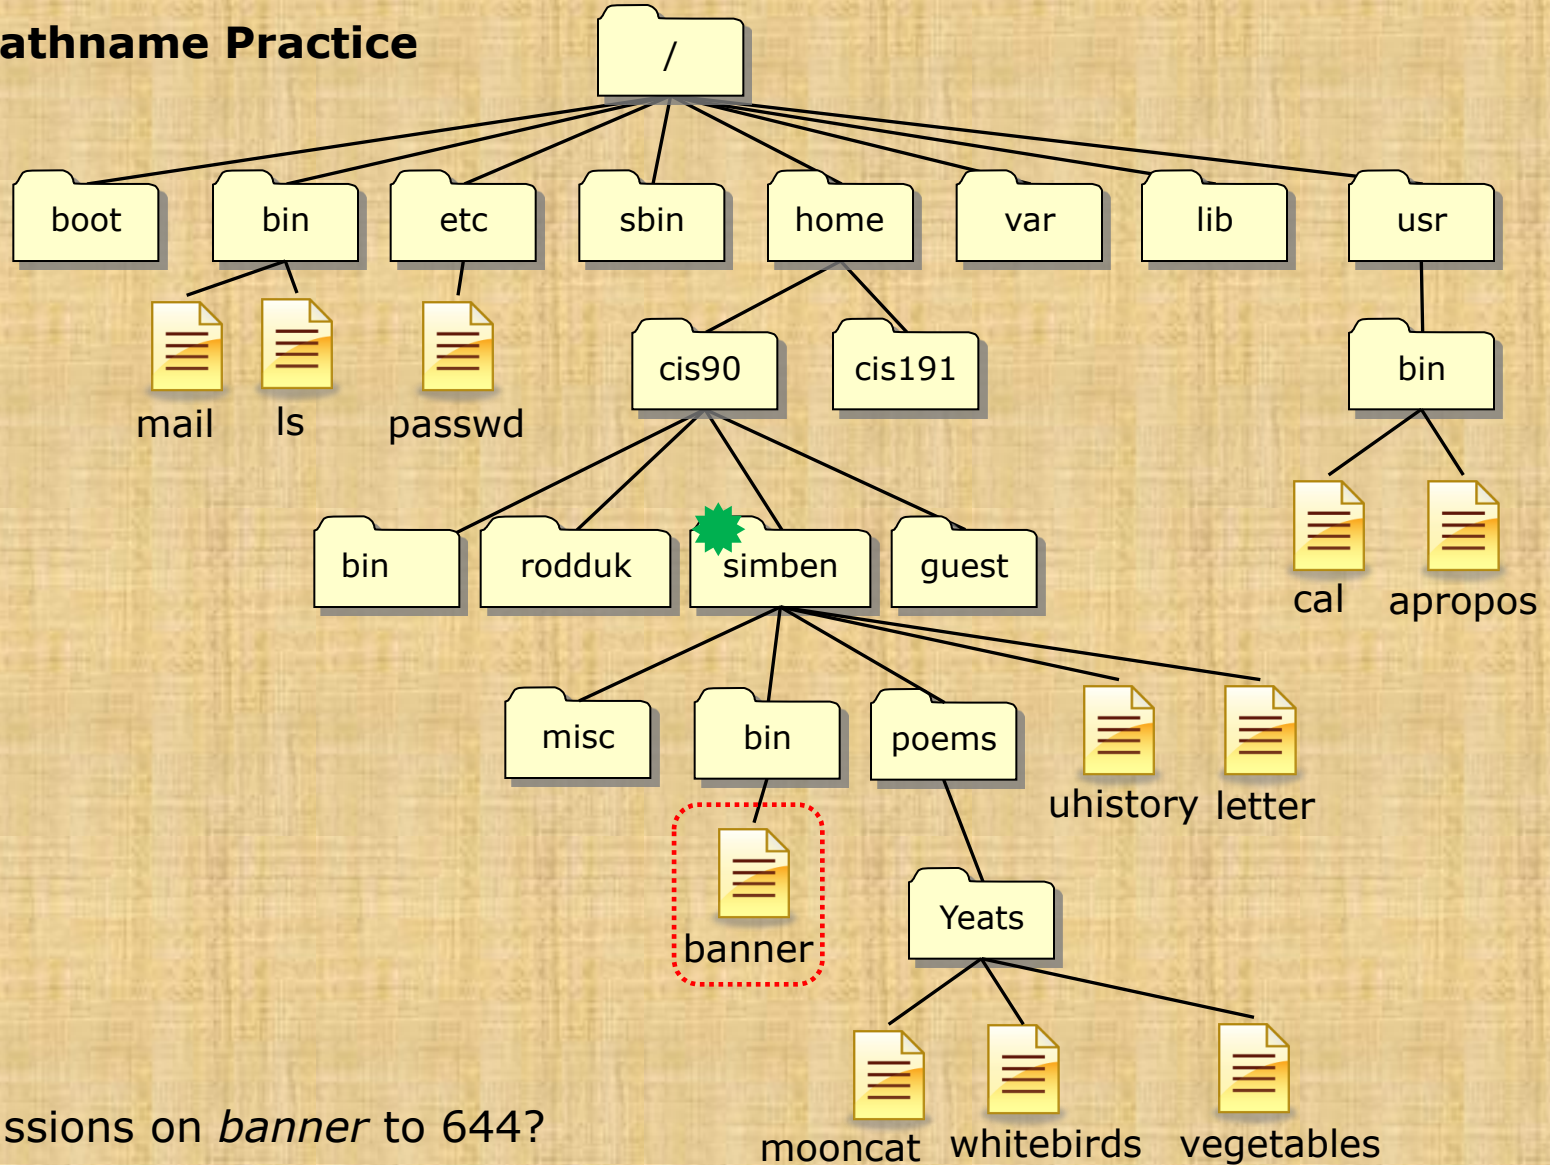 athname Practice
/
boot bin etc sbin home var lib usr
mail ls passwd
cis90 cis191 bin
bin rodduk simben guest
cal apropos
misc bin poems
uhistory letter
banner
Yeats
mooncat whitebirds vegetables
ssions on banner to 644?